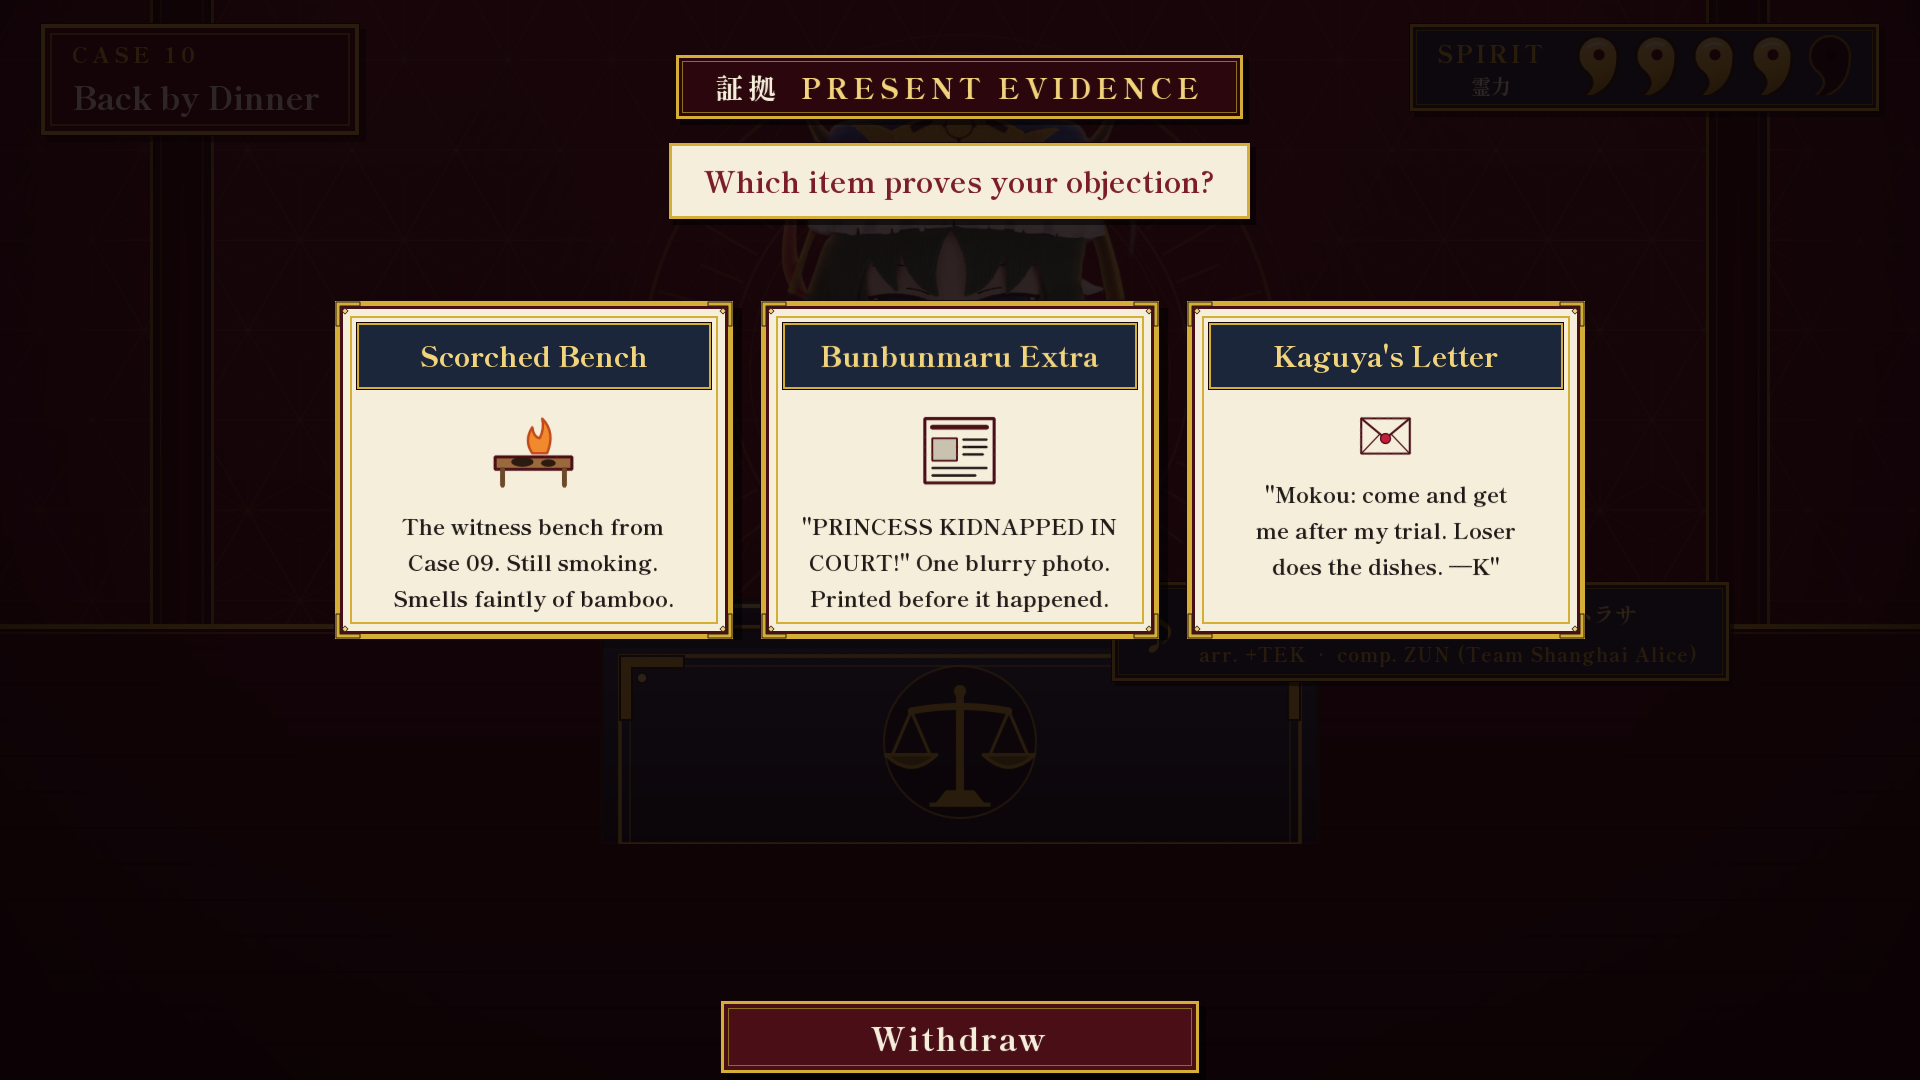 CASE 10
Back by Dinner
証拠 PRESENT EVIDENCE
SPIRIT
霊力
Which item proves your objection?
Scorched Bench
The witness bench from
Case 09. Still smoking.
Smells faintly of bamboo.
Bunbunmaru Extra
"PRINCESS KIDNAPPED IN
COURT!" One blurry photo.
Printed before it happened.
Kaguya's Letter
"Mokou: come and get
me after my trial. Loser
does the dishes. —K"
ラサ
arr. +TEK · comp. ZUN (Team Shanghai Alice)
Withdraw